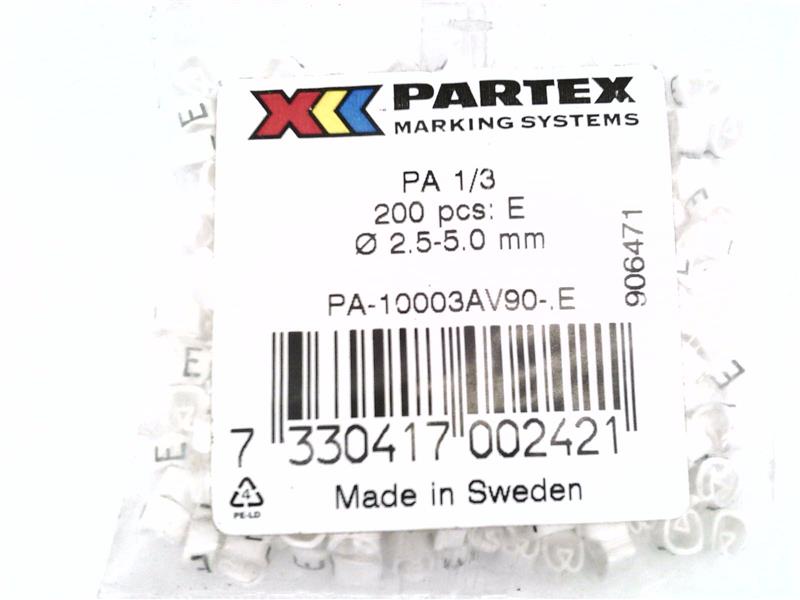 PARTEX
MARKING SYSTEMS
PA 1/3
200 pcs: E
Ø 2.5-5.0 mm
906471
PA-10003AV90-.E
7 330417 002421
4
PE-LD
Made in Sweden
E
E
E
E
E